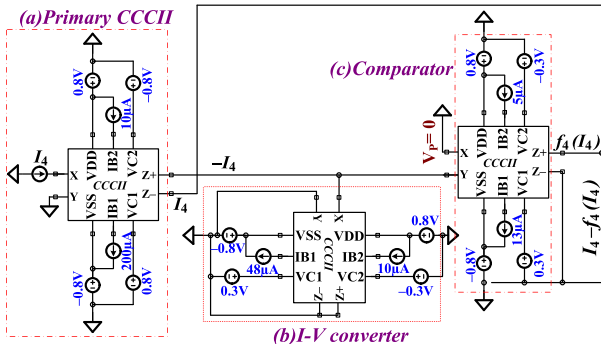 (a)Primary CCCII
0.8V
10μA
−0.8V
I₄
X
Y
VDD
IB2
VC2
CCCII
VSS
IB1
VC1
Z+
Z−
−0.8V
200μA
0.8V
−I₄
I₄
(b)I-V converter
Y
X
VSS
IB1
VC1
CCCII
VDD
IB2
VC2
Z−
Z+
−0.8V
48μA
0.3V
0.8V
10μA
−0.3V
(c)Comparator
0.8V
5μA
−0.3V
V_P= 0
X
Y
VDD
IB2
VC2
CCCII
VSS
IB1
VC1
Z+
Z−
−0.8V
13μA
0.3V
f₄(I₄)
I₄−f₄(I₄)